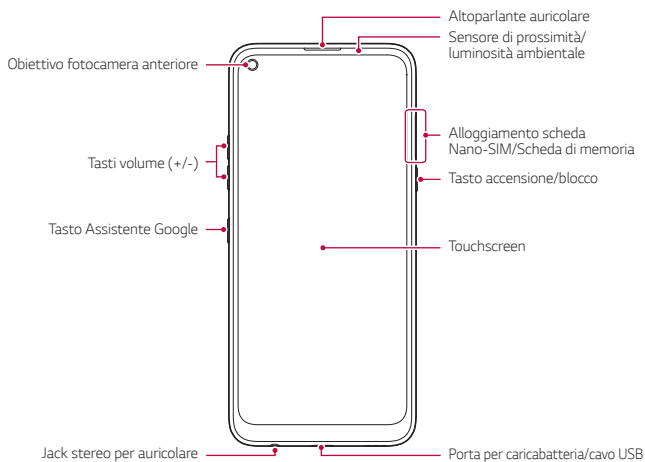 Altoparlante auricolare
Sensore di prossimità/
luminosità ambientale
Obiettivo fotocamera anteriore
Alloggiamento scheda
Nano-SIM/Scheda di memoria
Tasti volume (+/-)
Tasto accensione/blocco
Tasto Assistente Google
Touchscreen
Jack stereo per auricolare
Porta per caricabatteria/cavo USB